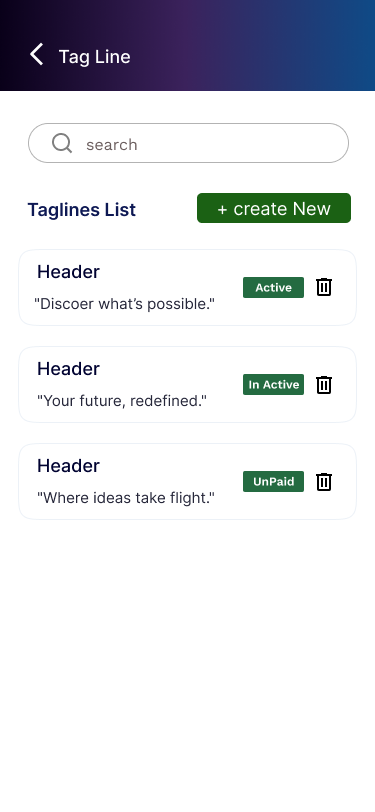 Tag Line
search
Taglines List
+ create New
Header
"Discoer what's possible."
Active
Header
"Your future, redefined."
In Active
Header
"Where ideas take flight."
UnPaid